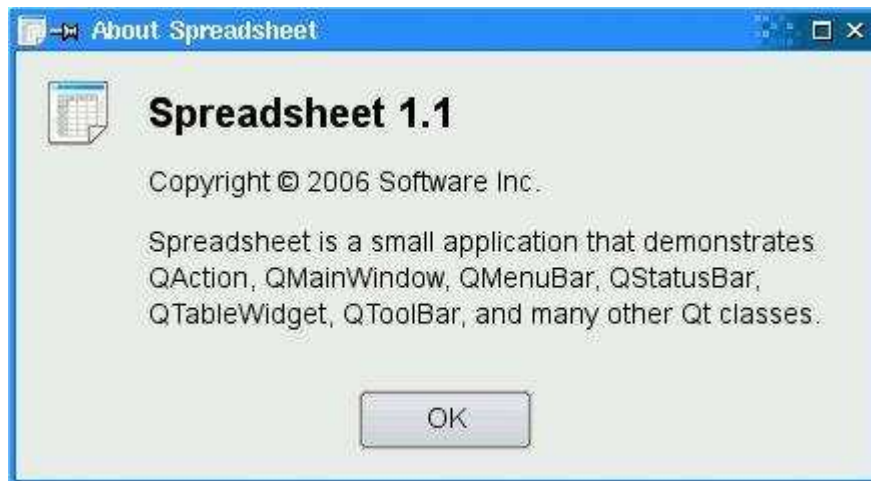 About Spreadsheet
Spreadsheet 1.1
Copyright © 2006 Software Inc.
Spreadsheet is a small application that demonstrates
QAction, QMainWindow, QMenuBar, QStatusBar,
QTableWidget, QToolBar, and many other Qt classes.
OK